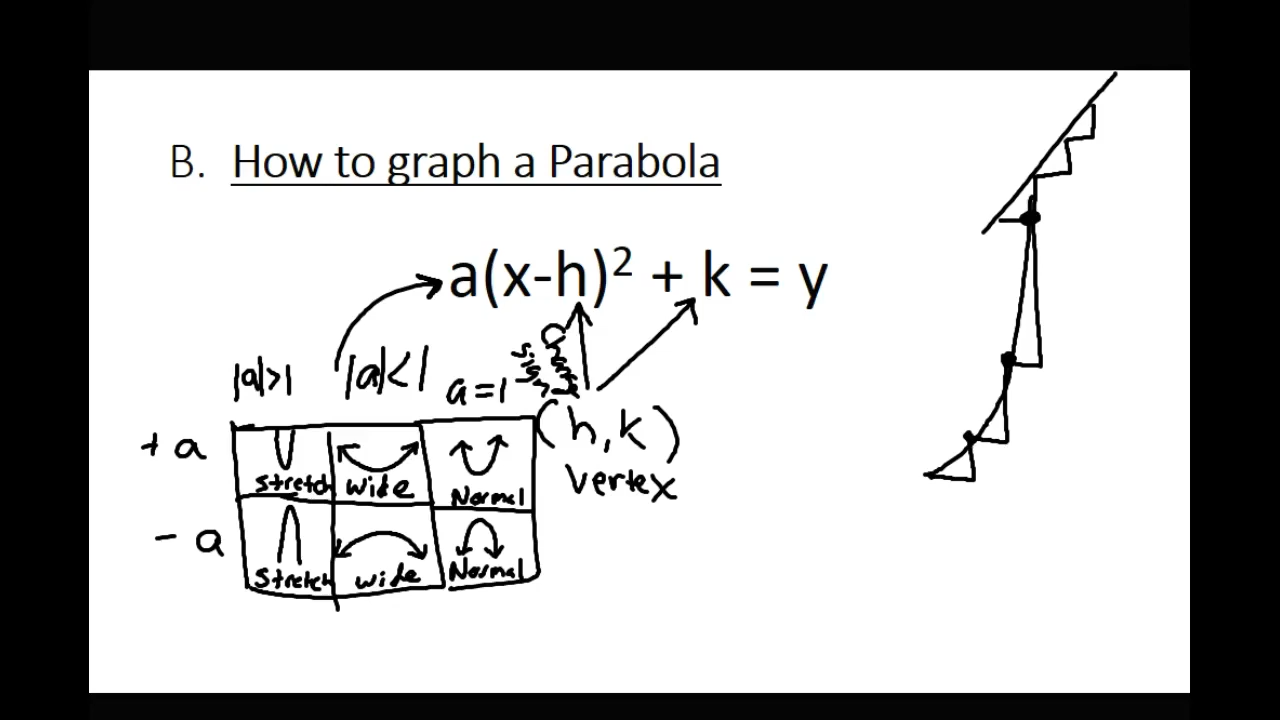 B. How to graph a Parabola
a(x-h)² + k = y
|a|>1 |a|<1 a=1
(h,k)
vertex
+ a
stretch wide Normal
- a
stretch wide Normal